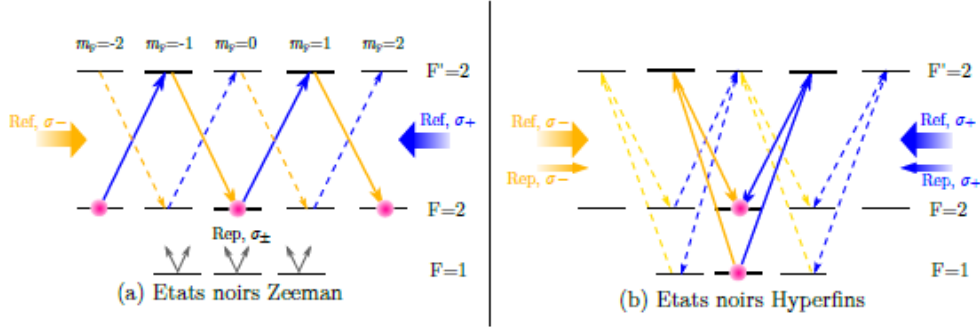 m_F=-2 m_F=-1 m_F=0 m_F=1 m_F=2
F'=2
Ref, σ−
Ref, σ+
F=2
Rep, σ±
F=1
(a) Etats noirs Zeeman
F'=2
Ref, σ−
Ref, σ+
Rep, σ−
Rep, σ+
F=2
F=1
(b) Etats noirs Hyperfins